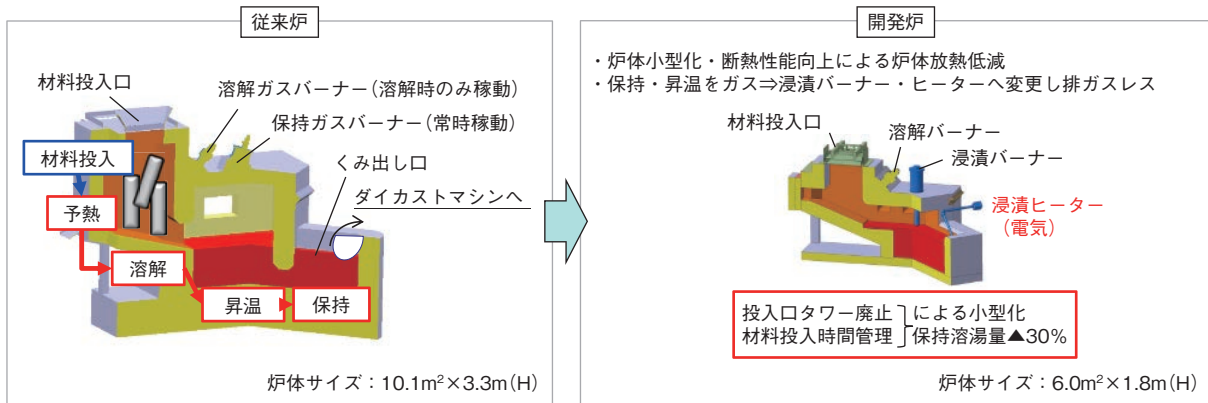 従来炉
材料投入口
溶解ガスバーナー(溶解時のみ稼動)
保持ガスバーナー(常時稼動)
くみ出し口
ダイカストマシンへ
材料投入
予熱
溶解
昇温
保持
炉体サイズ:10.1m²×3.3m(H)
開発炉
・炉体小型化・断熱性能向上による炉体放熱低減
・保持・昇温をガス⇒浸漬バーナー・ヒーターへ変更し排ガスレス
材料投入口
溶解バーナー
浸漬バーナー
浸漬ヒーター
(電気)
投入口タワー廃止 による小型化
材料投入時間管理 保持溶湯量▲30%
炉体サイズ:6.0m²×1.8m(H)